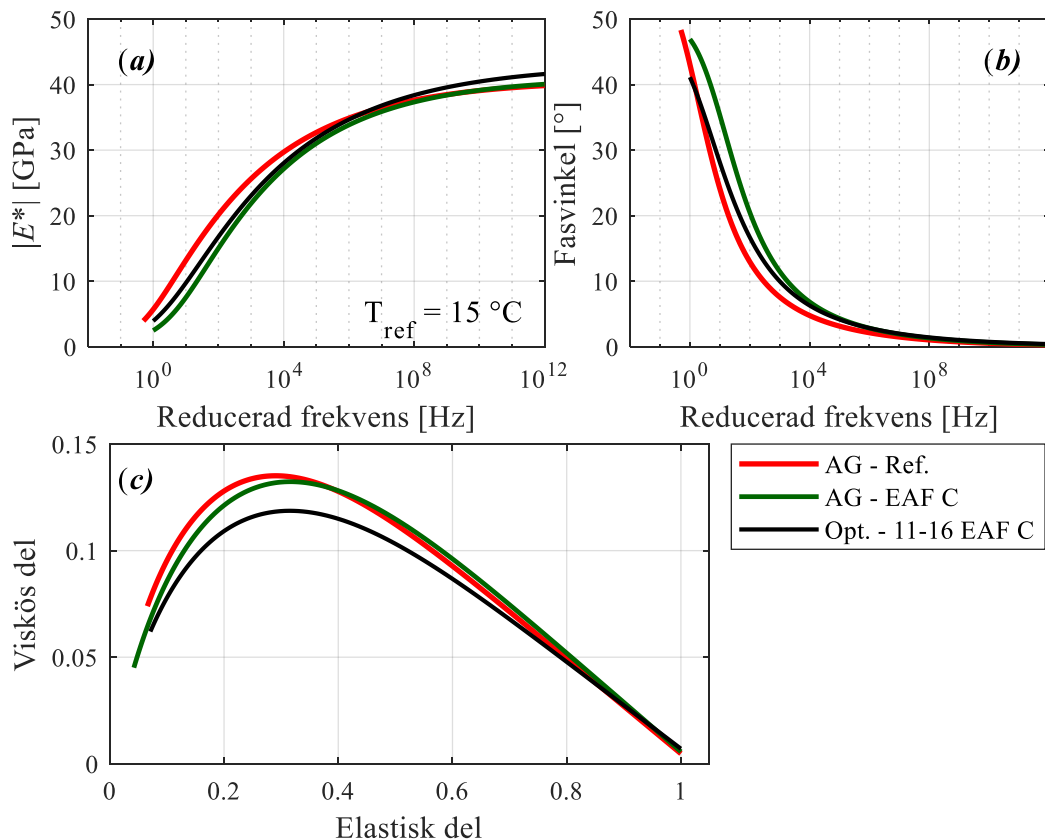 (a)
|E*| [GPa]
50
40
30
20
10
0
10^0
10^4
10^8
10^12
T_ref = 15 °C
Reducerad frekvens [Hz]
(b)
Fasvinkel [°]
50
40
30
20
10
0
10^0
10^4
10^8
Reducerad frekvens [Hz]
(c)
Viskös del
0.15
0.1
0.05
0
0
0.2
0.4
0.6
0.8
1
Elastisk del
AG - Ref.
AG - EAF C
Opt. - 11-16 EAF C